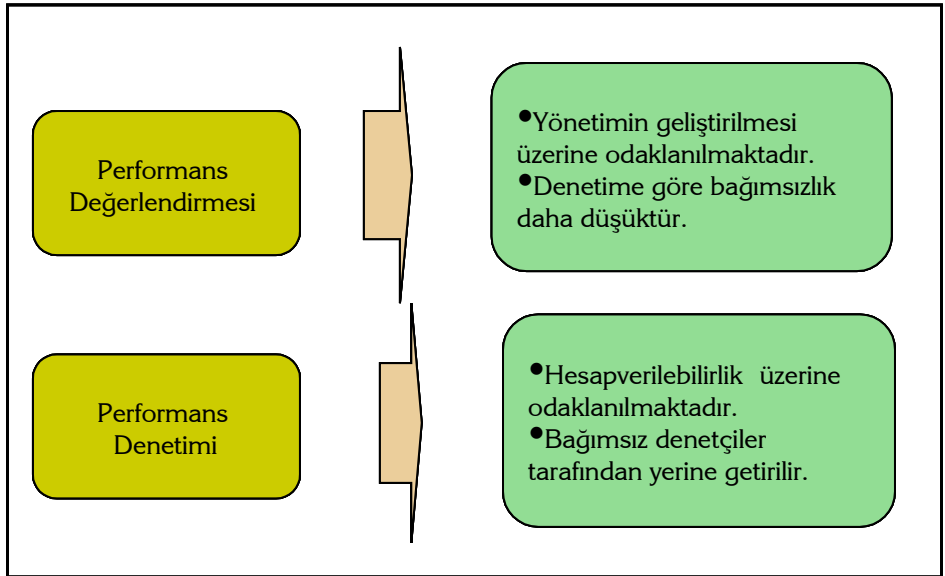 Performans
Değerlendirmesi
•Yönetimin geliştirilmesi
üzerine odaklanılmaktadır.
•Denetime göre bağımsızlık
daha düşüktür.
Performans
Denetimi
•Hesapverilebilirlik üzerine
odaklanılmaktadır.
•Bağımsız denetçiler
tarafından yerine getirilir.